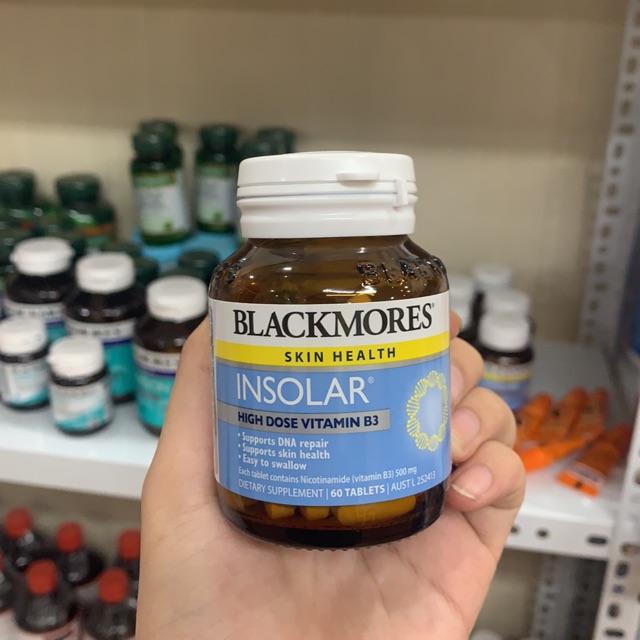 BLACKMORES®
SKIN HEALTH
INSOLAR®
HIGH DOSE VITAMIN B3
• Supports DNA repair
• Supports skin health
• Easy to swallow
Each tablet contains Nicotinamide (vitamin B3) 500 mg
DIETARY SUPPLEMENT | 60 TABLETS | AUST L 252413